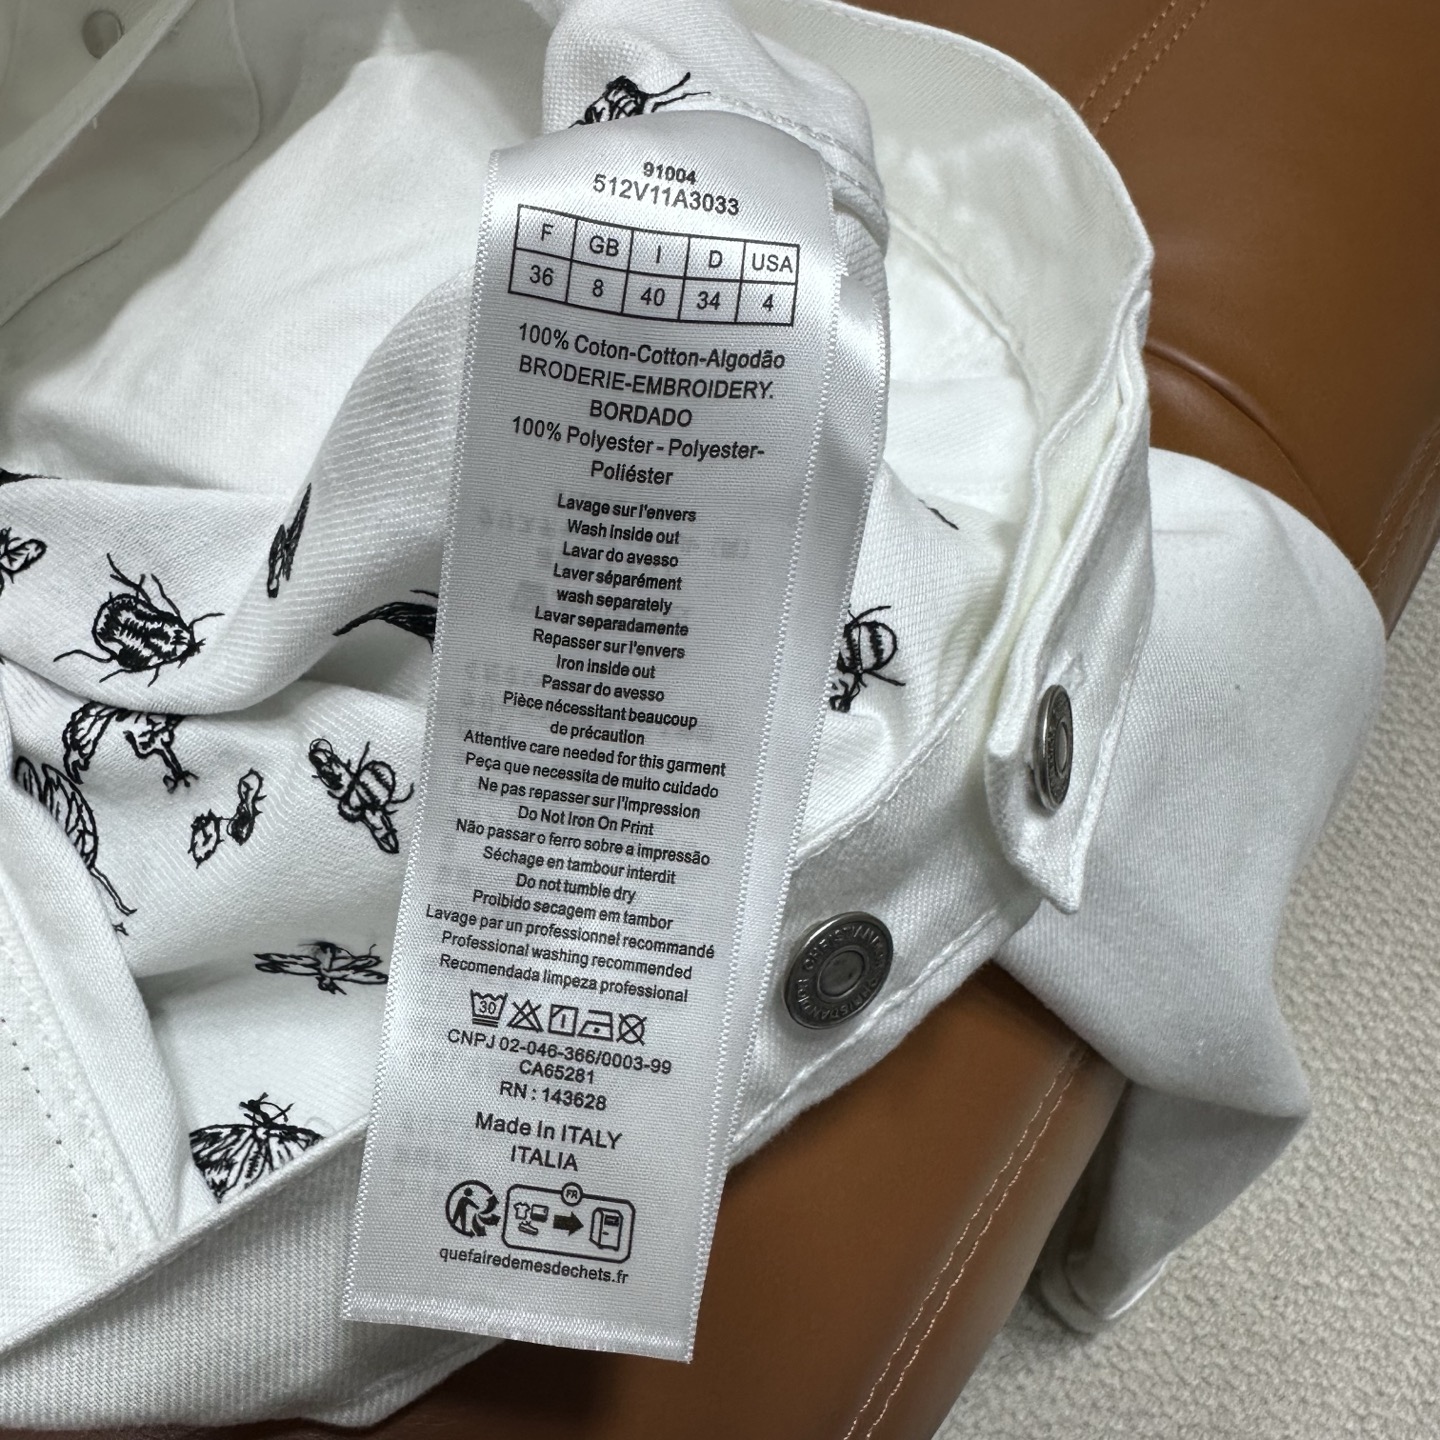 91004
512V11A3033
F GB I D USA
36 8 40 34 4
100% Coton-Cotton-Algodão
BRODERIE-EMBROIDERY.
BORDADO
100% Polyester - Polyester-
Poliéster
Lavage sur l'envers
Wash inside out
Lavar do avesso
Laver séparément
wash separately
Lavar separadamente
Repasser sur l'envers
Iron inside out
Passar do avesso
Pièce nécessitant beaucoup
de précaution
Attentive care needed for this garment
Peça que necessita de muito cuidado
Ne pas repasser sur l'impression
Do Not Iron On Print
Não passar o ferro sobre a impressão
Séchage en tambour interdit
Do not tumble dry
Proibido secagem em tambor
Lavage par un professionnel recommandé
Professional washing recommended
Recomendada limpeza professional
30
CNPJ 02-046-366/0003-99
CA65281
RN : 143628
Made In ITALY
ITALIA
FR
quefairedemesdechets.fr
CHRISTIAN DIOR